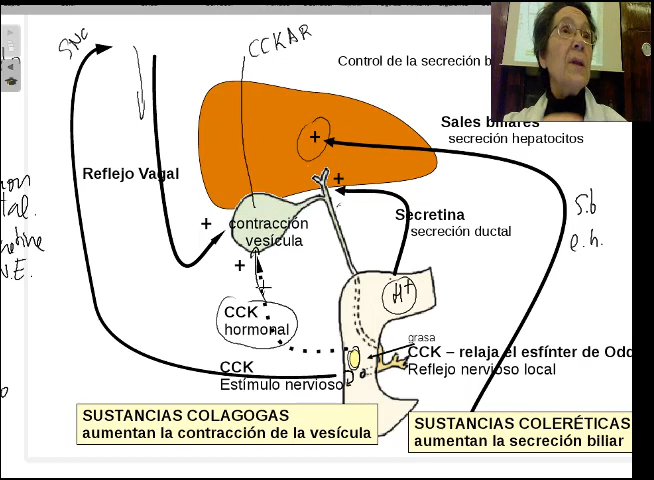 SNC
CCKAR
Control de la secreción b
Sales biliares
secreción hepatocitos
+
Reflejo Vagal
+
S.b
e.h.
Secretina
secreción ductal
contracción
vesícula
+
+
H+
+
CCK
hormonal
grasa
CCK – relaja el esfínter de Odd
Reflejo nervioso local
CCK
Estímulo nervioso
SUSTANCIAS COLAGOGAS
aumentan la contracción de la vesícula
SUSTANCIAS COLERÉTICAS
aumentan la secreción biliar